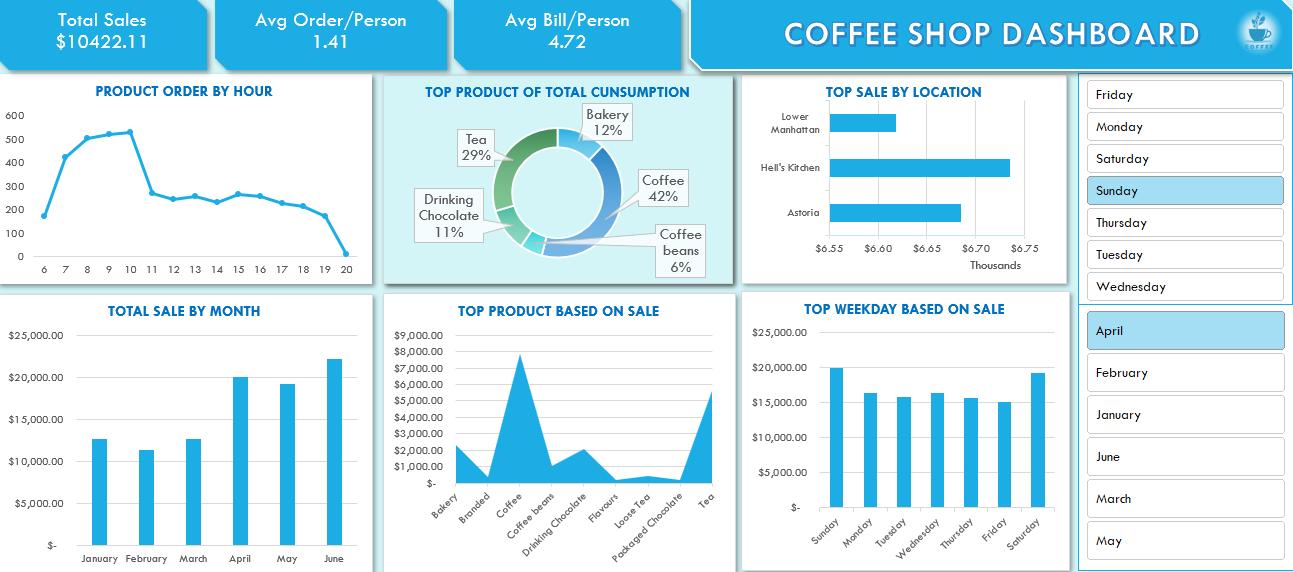 Total Sales
$10422.11
Avg Order/Person
1.41
Avg Bill/Person
4.72
COFFEE SHOP DASHBOARD
COFFEE
PRODUCT ORDER BY HOUR
600
500
400
300
200
100
0
6 7 8 9 10 11 12 13 14 15 16 17 18 19 20
TOP PRODUCT OF TOTAL CUNSUMPTION
Bakery
12%
Tea
29%
Coffee
42%
Drinking
Chocolate
11%
Coffee
beans
6%
TOP SALE BY LOCATION
Lower
Manhattan
Hell's Kitchen
Astoria
$6.55 $6.60 $6.65 $6.70 $6.75
Thousands
Friday
Monday
Saturday
Sunday
Thursday
Tuesday
Wednesday
TOTAL SALE BY MONTH
$25,000.00
$20,000.00
$15,000.00
$10,000.00
$5,000.00
$-
January February March April May June
TOP PRODUCT BASED ON SALE
$9,000.00
$8,000.00
$7,000.00
$6,000.00
$5,000.00
$4,000.00
$3,000.00
$2,000.00
$1,000.00
$-
Bakery
Branded
Coffee
Coffee beans
Drinking Chocolate
Flavours
Loose Tea
Packaged Chocolate
Tea
TOP WEEKDAY BASED ON SALE
$25,000.00
$20,000.00
$15,000.00
$10,000.00
$5,000.00
$-
Sunday
Monday
Tuesday
Wednesday
Thursday
Friday
Saturday
April
February
January
June
March
May